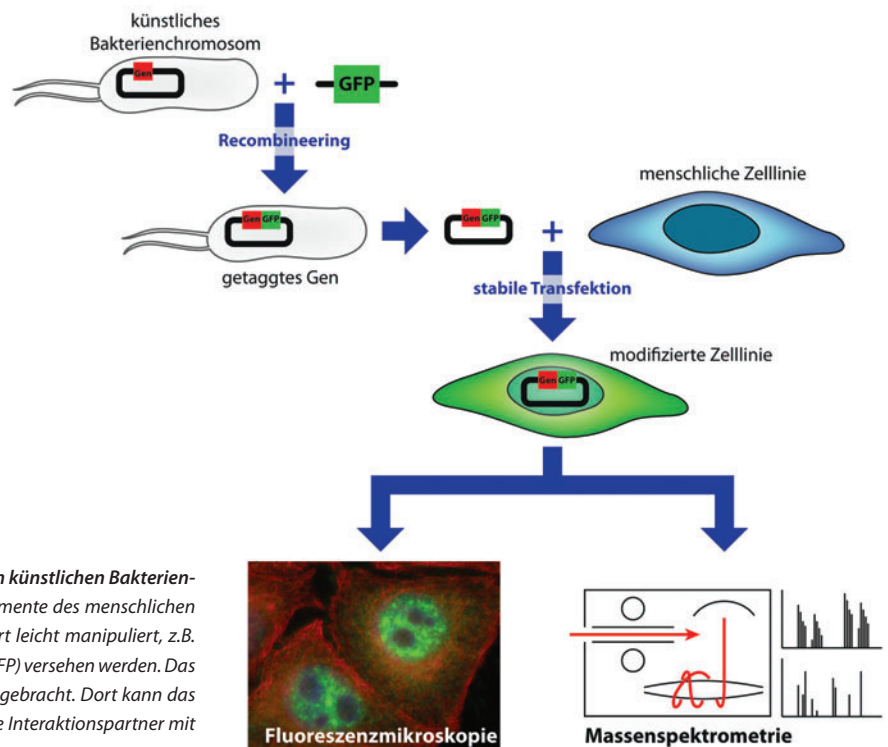 künstliches
Bakterienchromosom
Gen
+
GFP
Recombineering
menschliche Zelllinie
Gen GFP
Gen GFP
+
getaggtes Gen
stabile Transfektion
modifizierte Zelllinie
Gen GFP
künstlichen Bakterien-
mente des menschlichen
rt leicht manipuliert, z.B.
FP) versehen werden. Das
gebracht. Dort kann das
e Interaktionspartner mit
Fluoreszenzmikroskopie
Massenspektrometrie